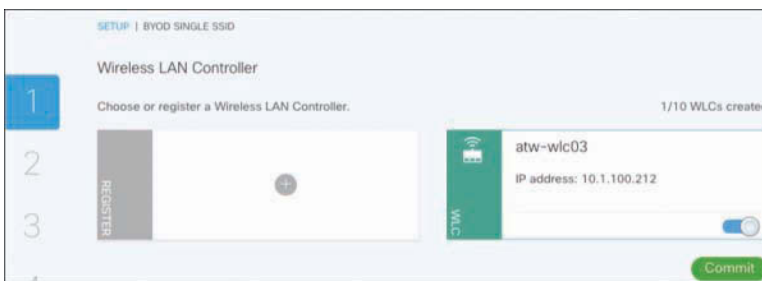 SETUP | BYOD SINGLE SSID
Wireless LAN Controller
1
Choose or register a Wireless LAN Controller.
1/10 WLCs created
2
3
REGISTER
WLC
atw-wlc03
IP address: 10.1.100.212
Commit